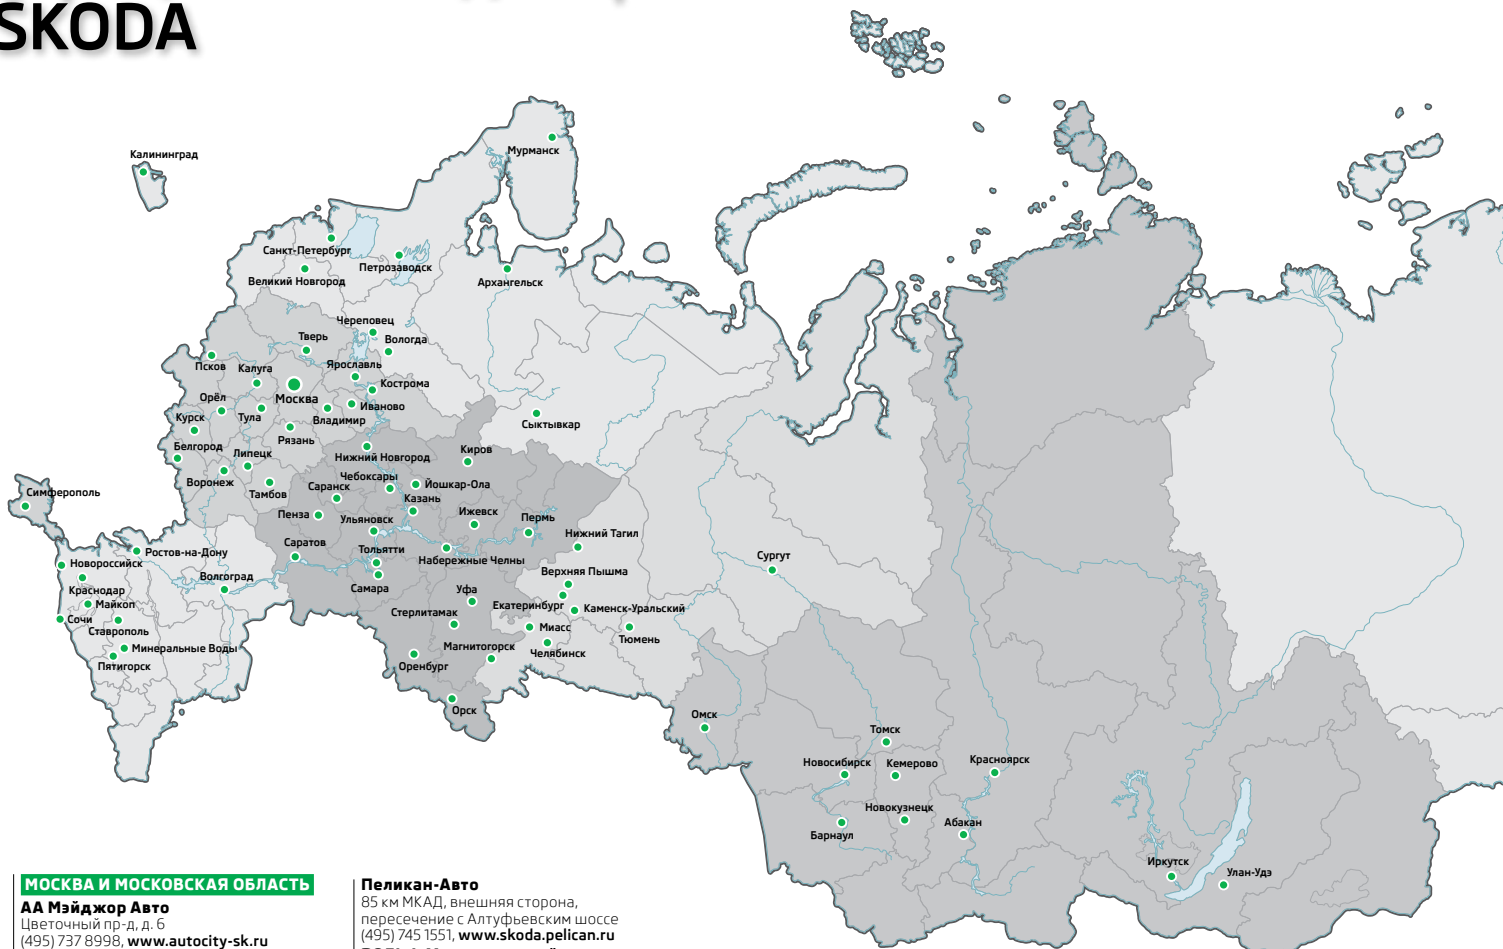 SKODA
Калининград
Мурманск
Санкт-Петербург
Петрозаводск
Великий Новгород
Архангельск
Череповец
Тверь
Вологда
Псков
Калуга
Ярославль
Кострома
Москва
Орёл
Иваново
Курск
Тула
Владимир
Сыктывкар
Рязань
Белгород
Липецк
Нижний Новгород
Киров
Воронеж
Чебоксары
Йошкар-Ола
Симферополь
Тамбов
Саранск
Казань
Пенза
Ульяновск
Ижевск
Пермь
Нижний Тагил
Ростов-на-Дону
Саратов
Тольятти
Набережные Челны
Сургут
Новороссийск
Волгоград
Верхняя Пышма
Краснодар
Самара
Уфа
Майкоп
Стерлитамак
Екатеринбург
Каменск-Уральский
Сочи
Ставрополь
Миасс
Тюмень
Минеральные Воды
Магнитогорск
Челябинск
Пятигорск
Оренбург
Орск
Омск
Томск
Новосибирск
Кемерово
Красноярск
Новокузнецк
Барнаул
Абакан
Иркутск
Улан-Удэ
МОСКВА И МОСКОВСКАЯ ОБЛАСТЬ
АА Мэйджор Авто
Цветочный пр-д, д. 6
(495) 737 8998, www.autocity-sk.ru
Пеликан-Авто
85 км МКАД, внешняя сторона,
пересечение с Алтуфьевским шоссе
(495) 745 1551, www.skoda.pelican.ru